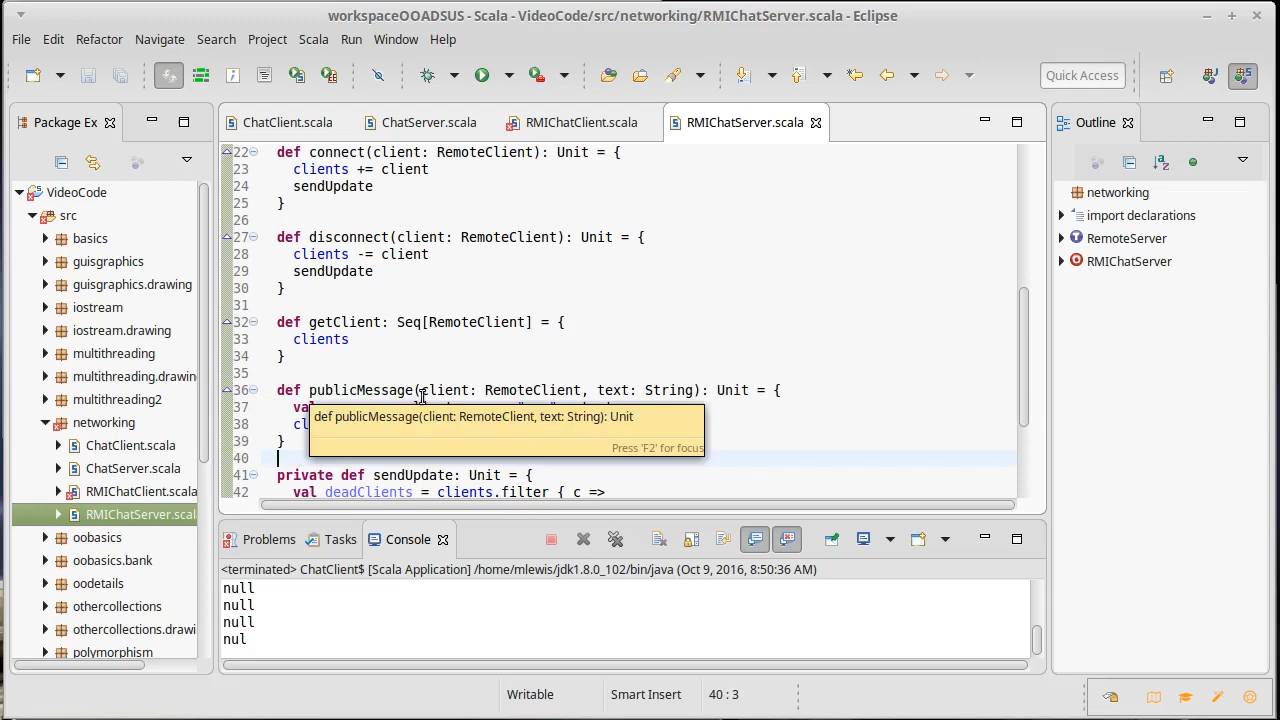 workspaceOOADSUS - Scala - VideoCode/src/networking/RMIChatServer.scala - Eclipse
File Edit Refactor Navigate Search Project Scala Run Window Help
Quick Access
Package Ex
VideoCode
src
basics
guisgraphics
guisgraphics.drawing
iostream
iostream.drawing
multithreading
multithreading.drawin
multithreading2
networking
ChatClient.scala
ChatServer.scala
RMIChatClient.scala
RMIChatServer.scal
oobasics
oobasics.bank
oodetails
othercollections
othercollections.drawi
polymorphism
ChatClient.scala ChatServer.scala RMIChatClient.scala RMIChatServer.scala
22 def connect(client: RemoteClient): Unit = {
23 clients += client
24 sendUpdate
25 }
26
27 def disconnect(client: RemoteClient): Unit = {
28 clients -= client
29 sendUpdate
30 }
31
32 def getClient: Seq[RemoteClient] = {
33 clients
34 }
35
36 def publicMessage(client: RemoteClient, text: String): Unit = {
37 va
38 cl
39 }
40
41 private def sendUpdate: Unit = {
42 val deadClients = clients.filter { c =>
def publicMessage(client: RemoteClient, text: String): Unit
Press 'F2' for focus
Problems Tasks Console
<terminated> ChatClient$ [Scala Application] /home/mlewis/jdk1.8.0_102/bin/java (Oct 9, 2016, 8:50:36 AM)
null
null
null
nul
Outline
networking
import declarations
RemoteServer
RMIChatServer
Writable Smart Insert 40 : 3